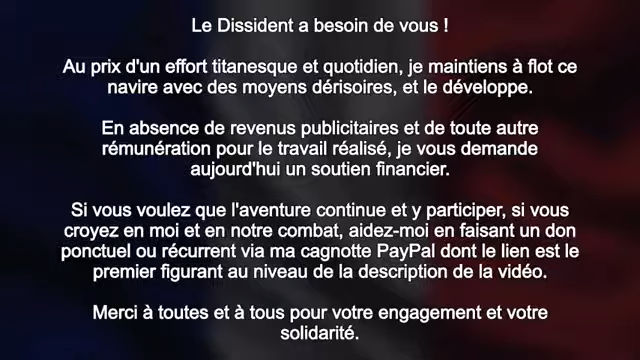 Le Dissident a besoin de vous !
Au prix d'un effort titanesque et quotidien, je maintiens à flot ce
navire avec des moyens dérisoires, et le développe.
En absence de revenus publicitaires et de toute autre
rémunération pour le travail réalisé, je vous demande
aujourd'hui un soutien financier.
Si vous voulez que l'aventure continue et y participer, si vous
croyez en moi et en notre combat, aidez-moi en faisant un don
ponctuel ou récurrent via ma cagnotte PayPal dont le lien est le
premier figurant au niveau de la description de la vidéo.
Merci à toutes et à tous pour votre engagement et votre
solidarité.